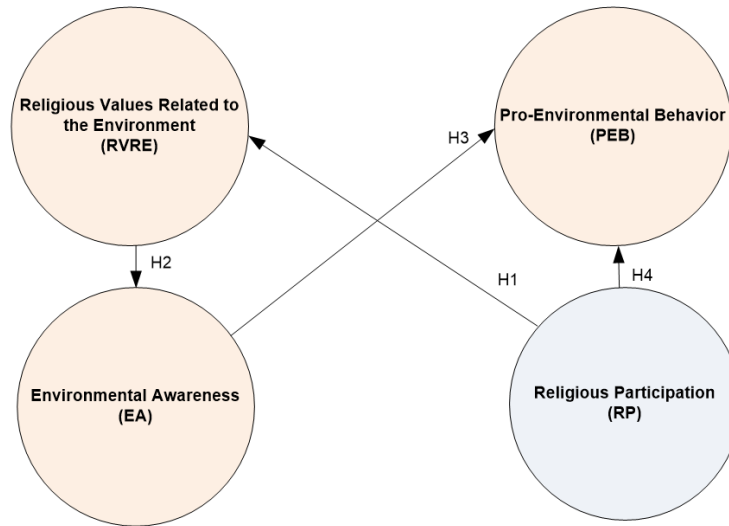 Religious Values Related to
the Environment
(RVRE)
Pro-Environmental Behavior
(PEB)
H3
H2
H1
H4
Environmental Awareness
(EA)
Religious Participation
(RP)